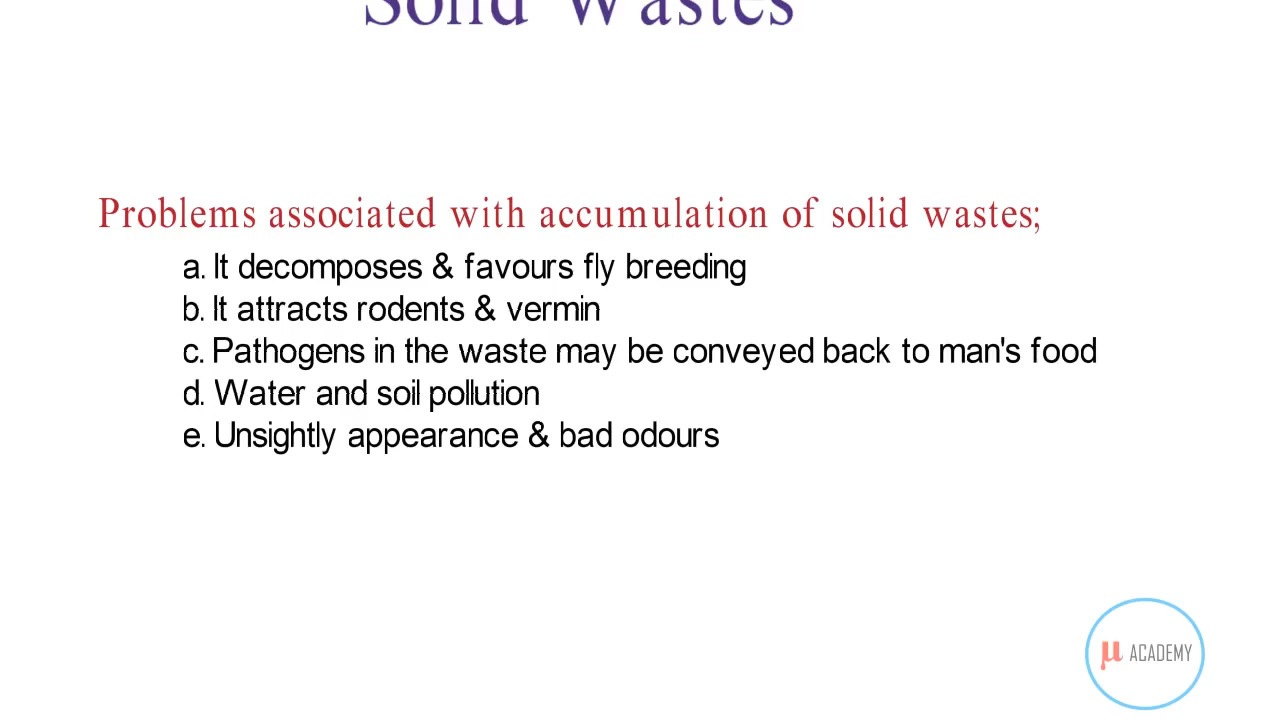 Solid Wastes
Problems associated with accumulation of solid wastes;
a. It decomposes & favours fly breeding
b. It attracts rodents & vermin
c. Pathogens in the waste may be conveyed back to man's food
d. Water and soil pollution
e. Unsightly appearance & bad odours
µ ACADEMY